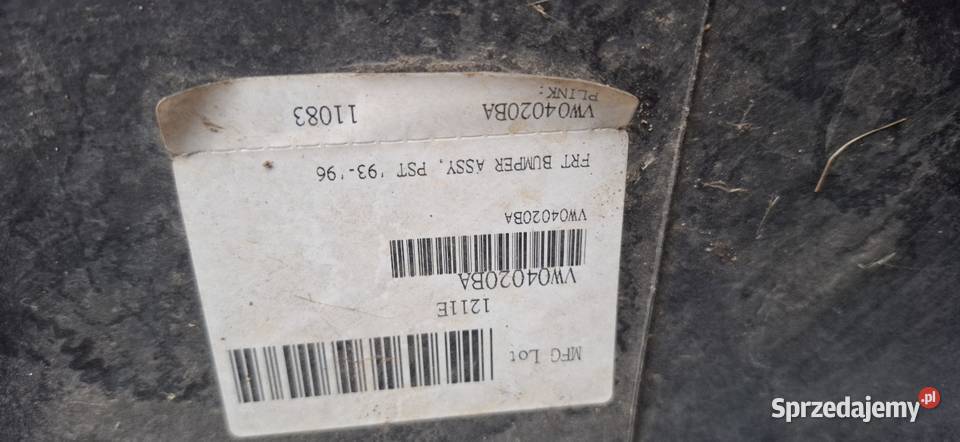 MFG Lot
1211E
VW04020BA
VW04020BA
FRT BUMPER ASSY, PST '93-'96
PLINK:
VW04020BA 11083
Sprzedajemy.pl